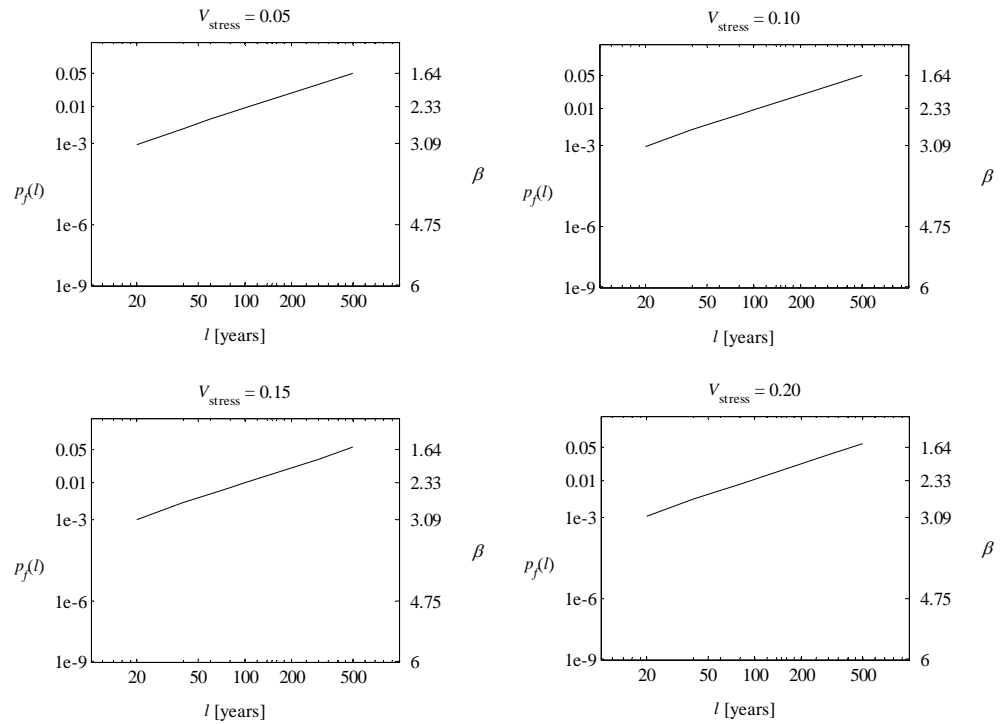 V_stress = 0.05
0.05
0.01
1e-3
1e-6
1e-9
p_f(l)
1.64
2.33
3.09
4.75
6
β
20 50 100 200 500
l [years]
V_stress = 0.10
0.05
0.01
1e-3
1e-6
1e-9
p_f(l)
1.64
2.33
3.09
4.75
6
β
20 50 100 200 500
l [years]
V_stress = 0.15
0.05
0.01
1e-3
1e-6
1e-9
p_f(l)
1.64
2.33
3.09
4.75
6
β
20 50 100 200 500
l [years]
V_stress = 0.20
0.05
0.01
1e-3
1e-6
1e-9
p_f(l)
1.64
2.33
3.09
4.75
6
β
20 50 100 200 500
l [years]